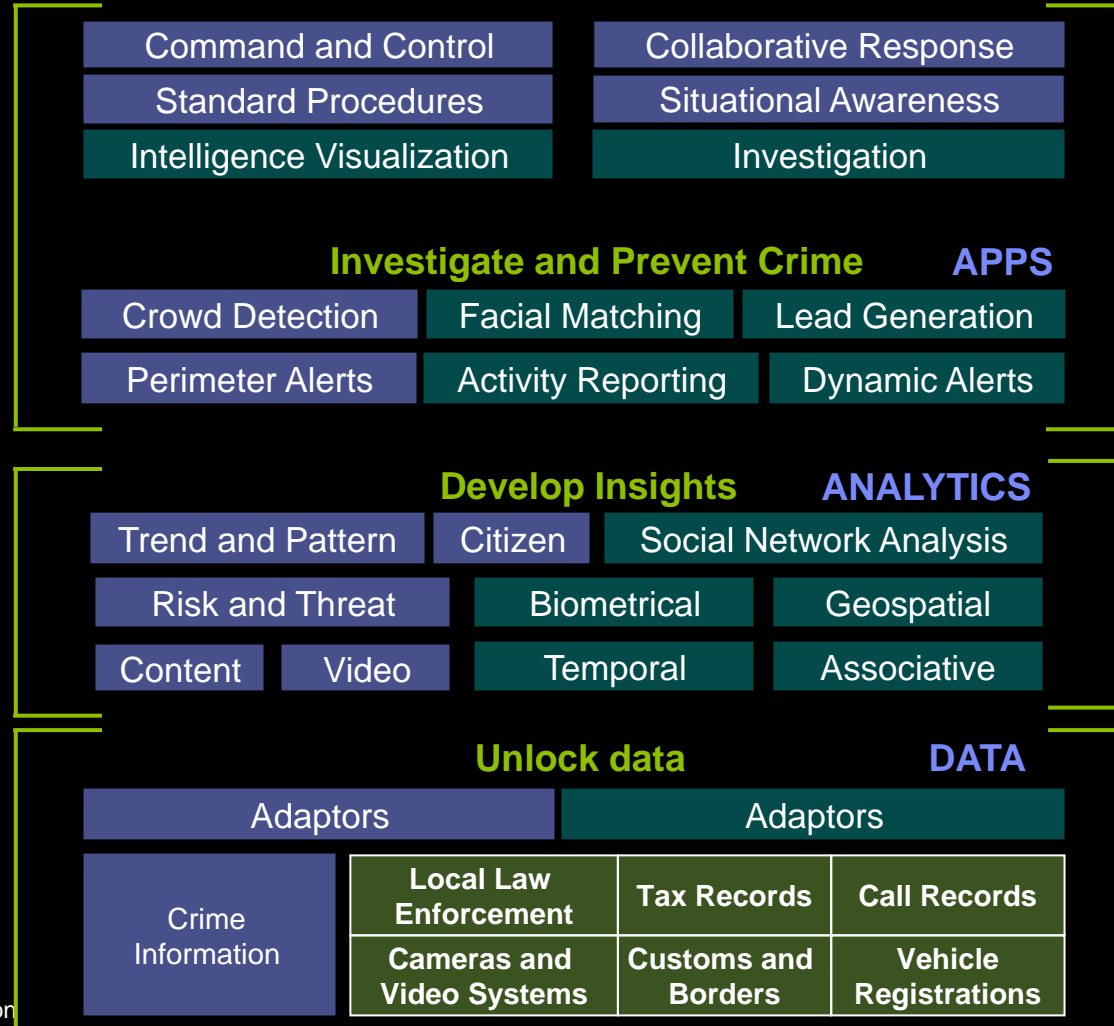 Command and Control
Collaborative Response
Standard Procedures
Situational Awareness
Intelligence Visualization
Investigation
Investigate and Prevent Crime
APPS
Crowd Detection
Facial Matching
Lead Generation
Perimeter Alerts
Activity Reporting
Dynamic Alerts
Develop Insights
ANALYTICS
Trend and Pattern
Citizen
Social Network Analysis
Risk and Threat
Biometrical
Geospatial
Content
Video
Temporal
Associative
Unlock data
DATA
Adaptors
Adaptors
Crime
Information
Local Law
Enforcement
Tax Records
Call Records
Cameras and
Video Systems
Customs and
Borders
Vehicle
Registrations